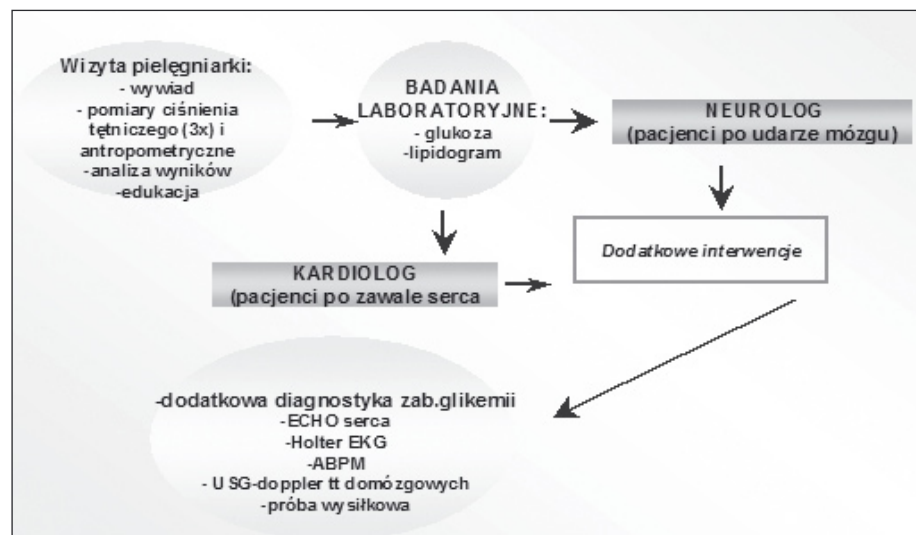 Wizyta pielęgniarki:
- wywiad
- pomiary ciśnienia
tętniczego (3x) i
antropometryczne
-analiza wyników
-edukacja
BADANIA
LABORATORYJNE:
- glukoza
-lipidogram
NEUROLOG
(pacjenci po udarze mózgu)
KARDIOLOG
(pacjenci po zawale serca
Dodatkowe interwencje
-dodatkowa diagnostyka zab.glikemii
-ECHO serca
-Holter EKG
-ABPM
- USG-doppler tt domózgowych
-próba wysiłkowa